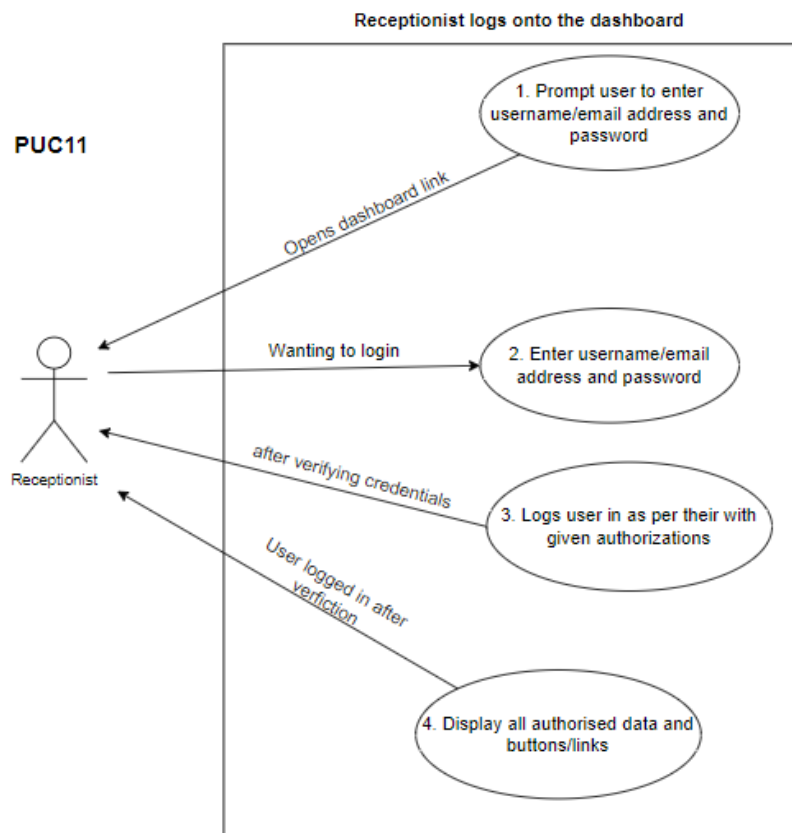 Receptionist logs onto the dashboard
PUC11
1. Prompt user to enter
username/email address and
password
Opens dashboard link
Wanting to login
2. Enter username/email
address and password
Receptionist
after verifying credentials
3. Logs user in as per their with
given authorizations
User logged in after
verfiction
4. Display all authorised data and
buttons/links